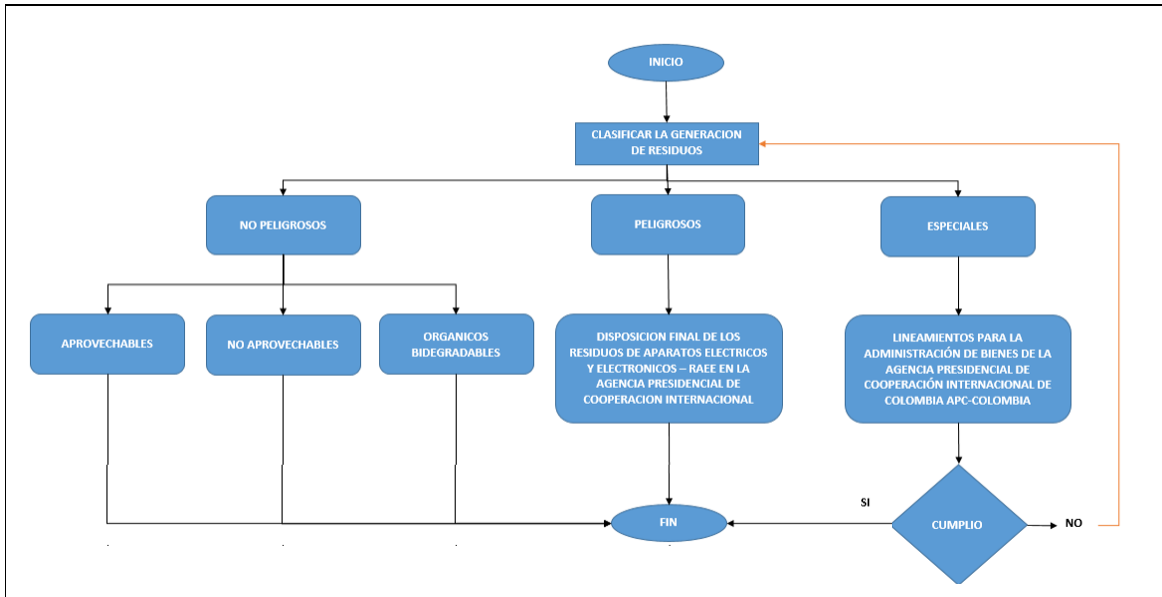 INICIO
CLASIFICAR LA GENERACION
DE RESIDUOS
NO PELIGROSOS
PELIGROSOS
ESPECIALES
APROVECHABLES
NO APROVECHABLES
ORGANICOS
BIDEGRADABLES
DISPOSICION FINAL DE LOS
RESIDUOS DE APARATOS ELECTRICOS
Y ELECTRONICOS – RAEE EN LA
AGENCIA PRESIDENCIAL DE
COOPERACION INTERNACIONAL
LINEAMIENTOS PARA LA
ADMINISTRACIÓN DE BIENES DE LA
AGENCIA PRESIDENCIAL DE
COOPERACIÓN INTERNACIONAL DE
COLOMBIA APC-COLOMBIA
SI
FIN
CUMPLIO
NO